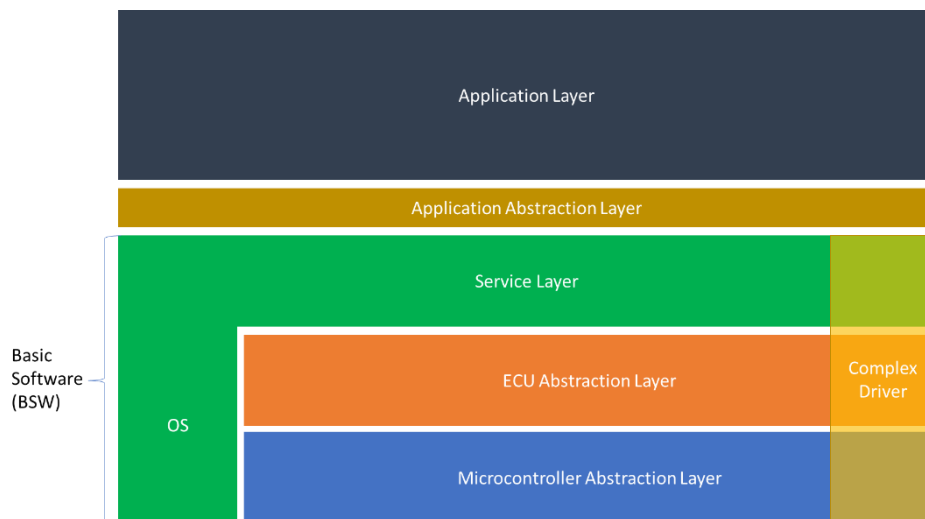 Application Layer
Application Abstraction Layer
Service Layer
Basic
Software
(BSW)
OS
ECU Abstraction Layer
Complex
Driver
Microcontroller Abstraction Layer